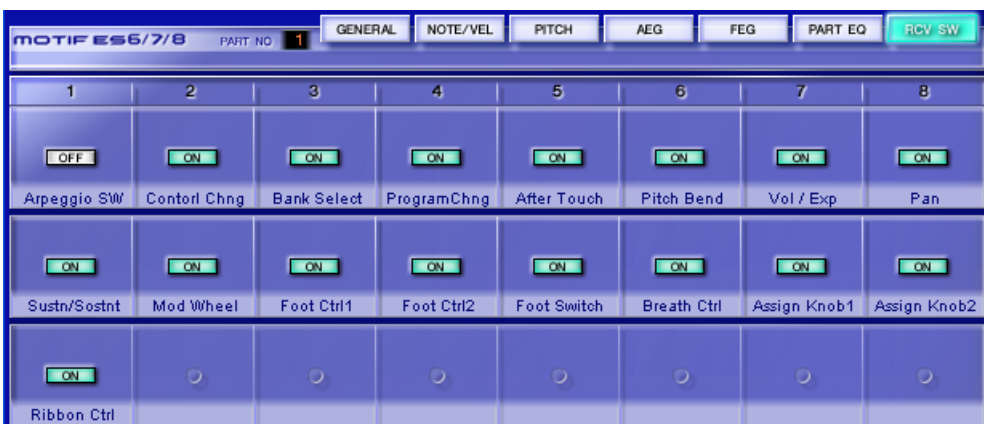 GENERAL NOTE/VEL PITCH AEG FEG PART EQ RCV SW
MOTIF ES6/7/8 PART NO 1
1 2 3 4 5 6 7 8
OFF ON ON ON ON ON ON ON
Arpeggio SW Contorl Chng Bank Select ProgramChng After Touch Pitch Bend Vol / Exp Pan
ON ON ON ON ON ON ON ON
Sustn/Sostnt Mod Wheel Foot Ctrl1 Foot Ctrl2 Foot Switch Breath Ctrl Assign Knob1 Assign Knob2
ON
Ribbon Ctrl